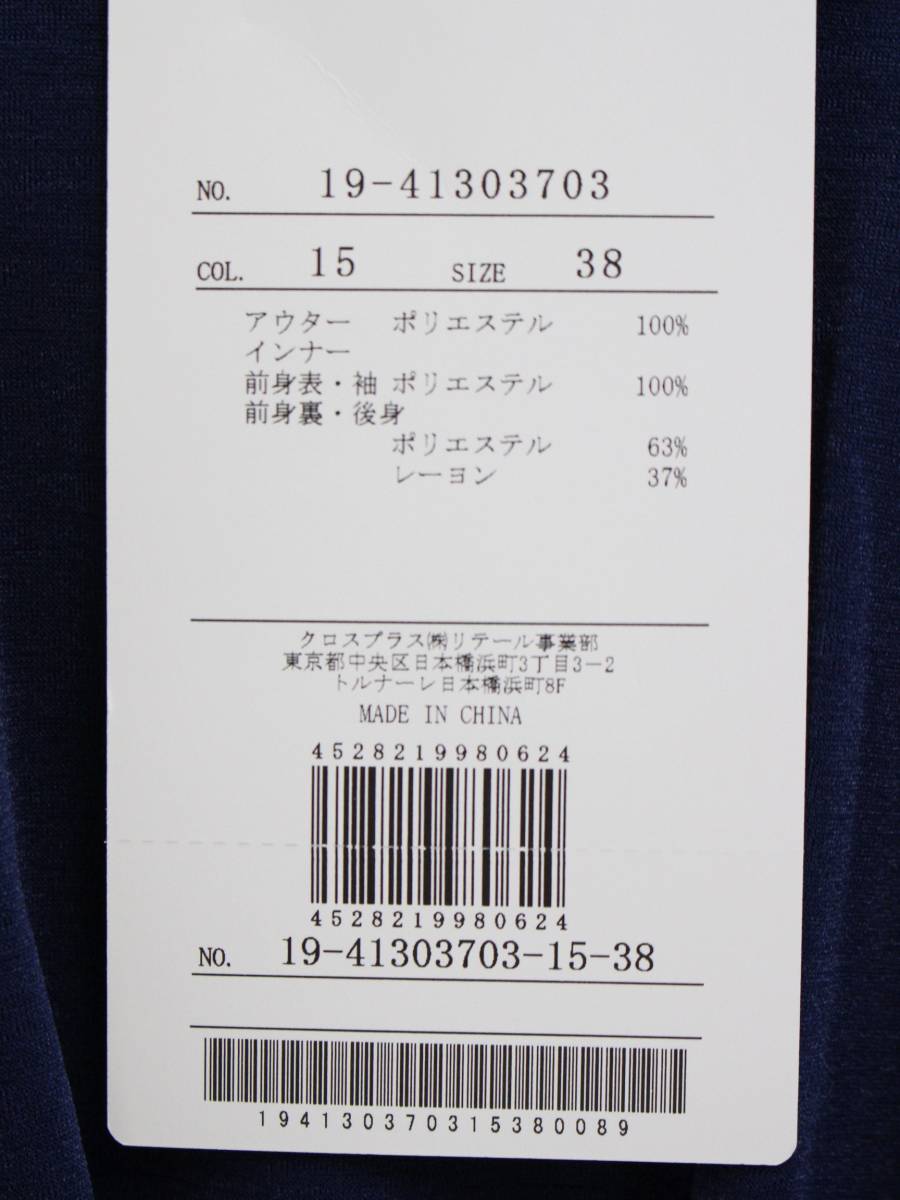 NO. 19-41303703
COL. 15 SIZE 38
アウター ポリエステル 100%
インナー
前身表・袖 ポリエステル 100%
前身裏・後身
ポリエステル 63%
レーヨン 37%
クロスプラス㈱リテール事業部
東京都中央区日本橋浜町3丁目3−2
トルナーレ日本橋浜町8F
MADE IN CHINA
4528219980624
4528219980624
NO. 19-41303703-15-38
194130370315380089